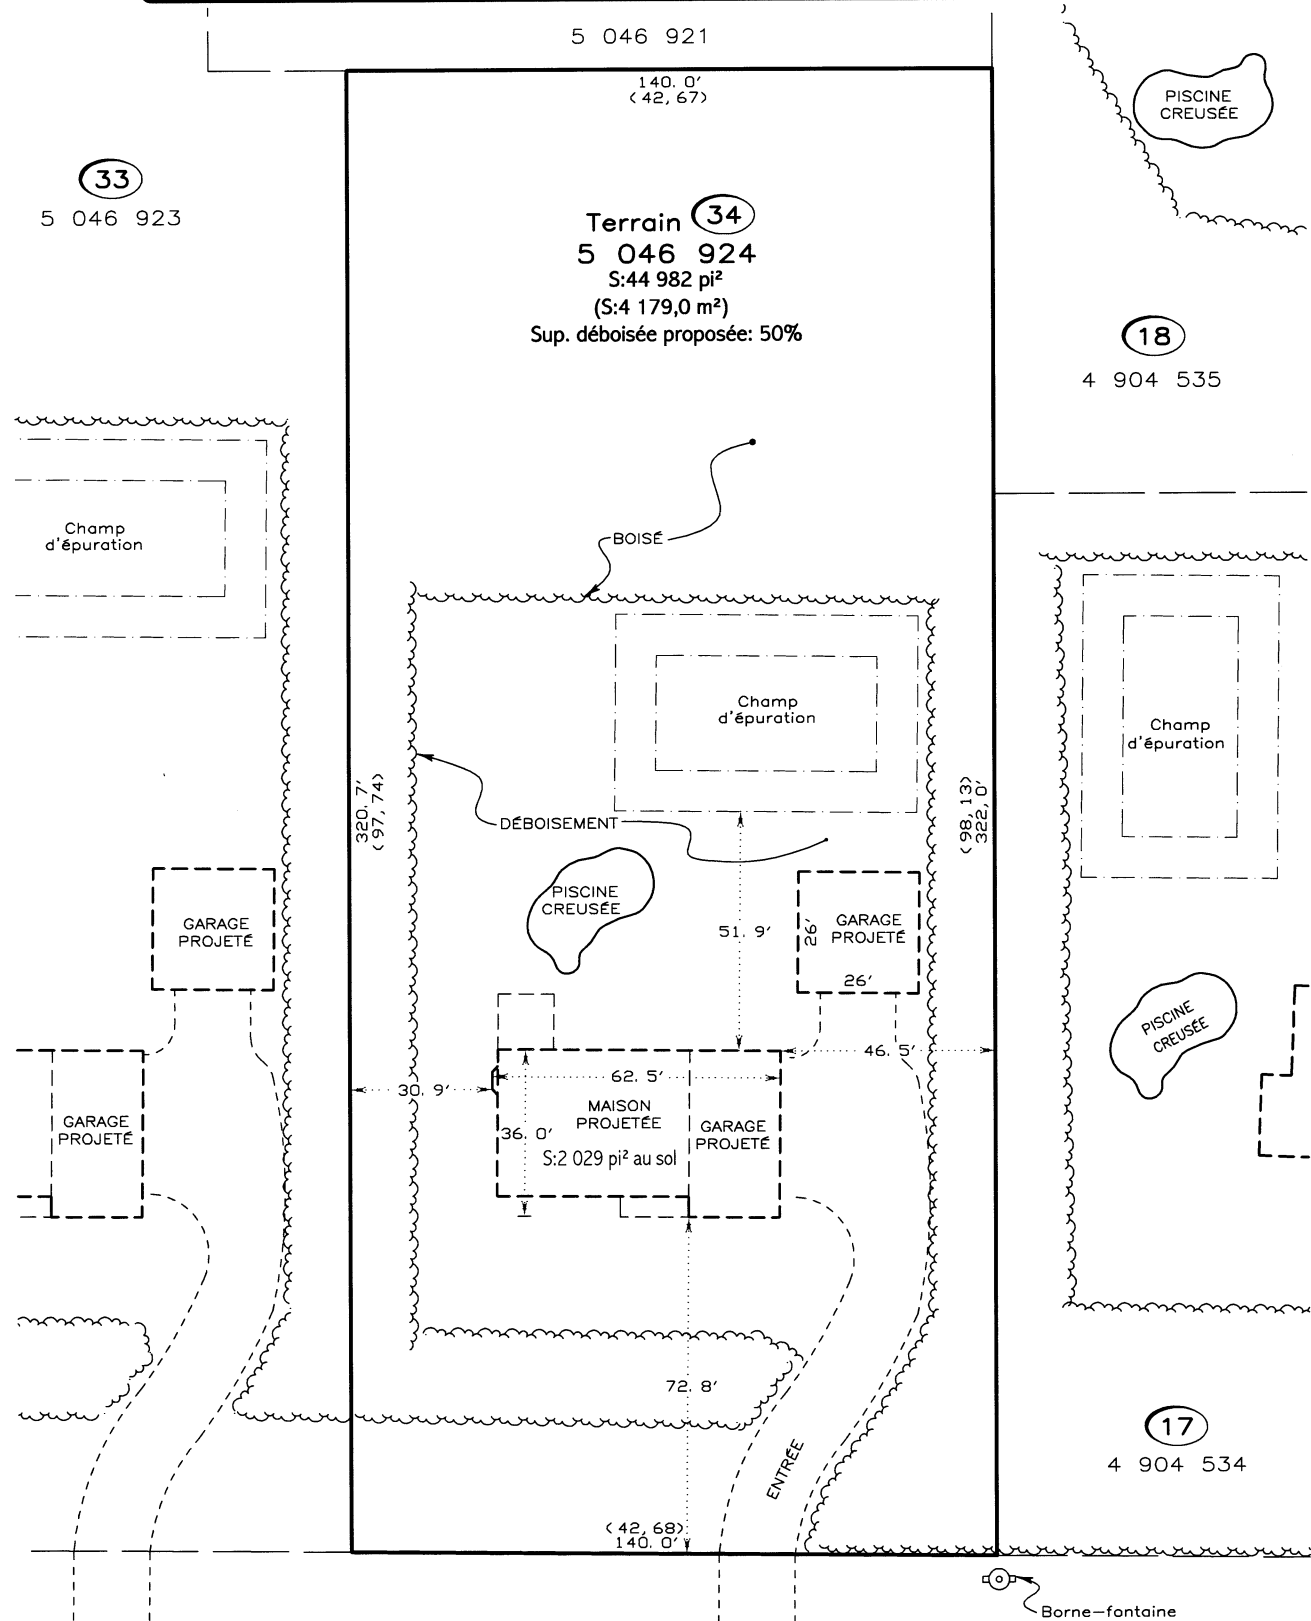 5 046 921
140.0'
(42,67)
PISCINE
CREUSÉE
33
5 046 923
Terrain 34
5 046 924
S:44 982 pi²
(S:4 179,0 m²)
Sup. déboisée proposée: 50%
18
4 904 535
Champ
d'épuration
BOISÉ
Champ
d'épuration
Champ
d'épuration
320.7'
(97,74)
(98,13)
322.0'
DÉBOISEMENT
PISCINE
CREUSÉE
51.9'
26'
GARAGE
PROJETÉ
26'
GARAGE
PROJETÉ
PISCINE
CREUSÉE
46.5'
30.9'
62.5'
MAISON
PROJETÉE
36.0'
S:2 029 pi² au sol
GARAGE
PROJETÉ
GARAGE
PROJETÉ
72.8'
ENTRÉE
17
4 904 534
(42,68)
140.0'
Borne-fontaine